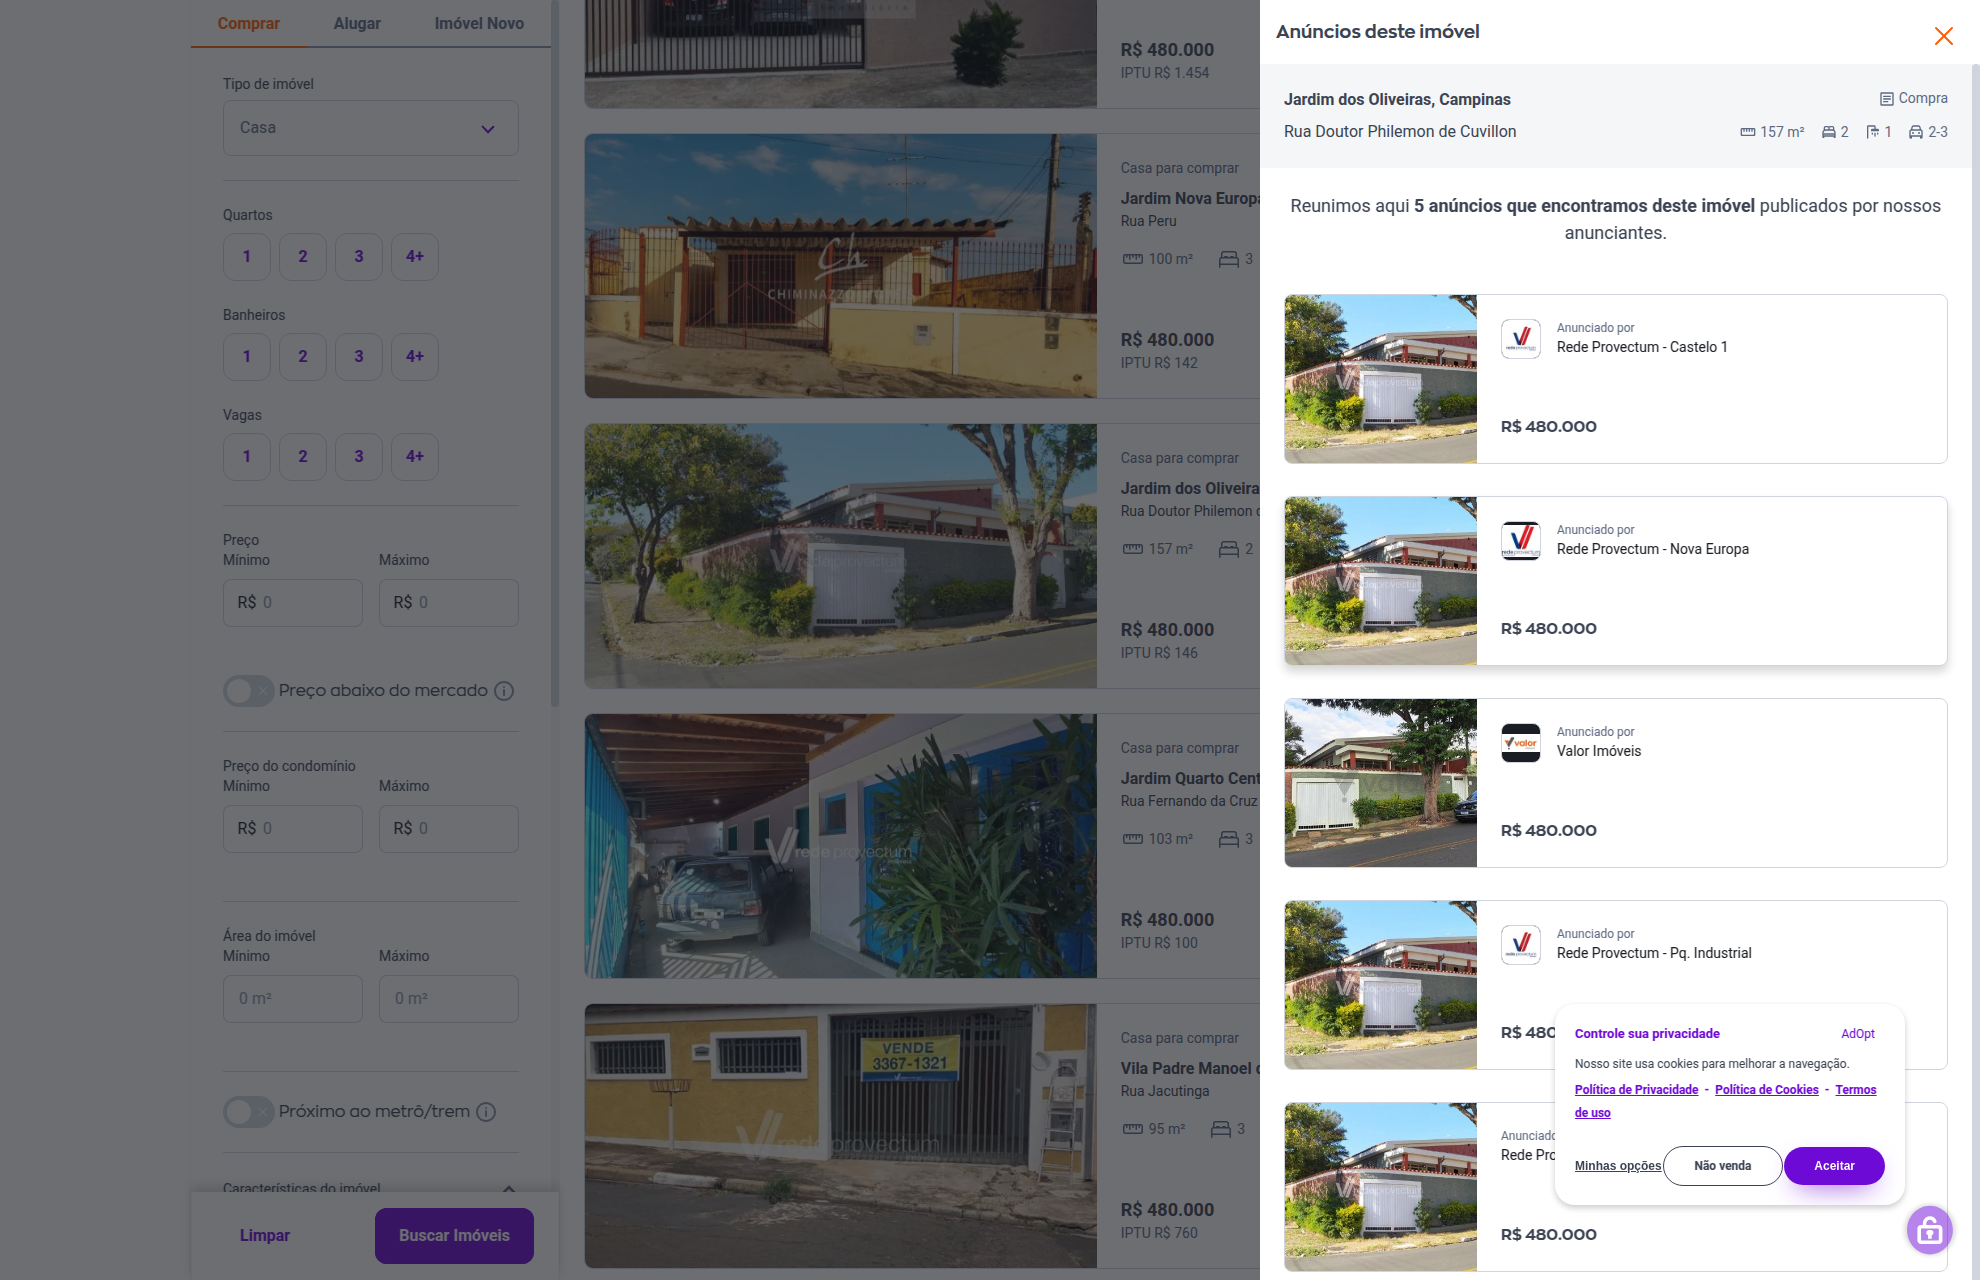 Comprar Alugar Imóvel Novo
Tipo de imóvel
Casa
Quartos
1 2 3 4+
Banheiros
1 2 3 4+
Vagas
1 2 3 4+
Preço
Mínimo Máximo
R$ 0 R$ 0
Preço abaixo do mercado
Preço do condomínio
Mínimo Máximo
R$ 0 R$ 0
Área do imóvel
Mínimo Máximo
0 m² 0 m²
Próximo ao metrô/trem
Características do imóvel
Limpar Buscar Imóveis
R$ 480.000
IPTU R$ 1.454
CHIMINAZZO
Casa para comprar
Jardim Nova Europa
Rua Peru
100 m² 3
R$ 480.000
IPTU R$ 142
rede provectum
Casa para comprar
Jardim dos Oliveira
Rua Doutor Philemon
157 m² 2
R$ 480.000
IPTU R$ 146
rede provectum
Casa para comprar
Jardim Quarto Cent
Rua Fernando da Cruz
103 m² 3
R$ 480.000
IPTU R$ 100
VENDE
3367-1321
rede provectum
Casa para comprar
Vila Padre Manoel
Rua Jacutinga
95 m² 3
R$ 480.000
IPTU R$ 760
Anúncios deste imóvel
Jardim dos Oliveiras, Campinas Compra
Rua Doutor Philemon de Cuvillon 157 m² 2 1 2-3
Reunimos aqui 5 anúncios que encontramos deste imóvel publicados por nossos
anunciantes.
Anunciado por
Rede Provectum - Castelo 1
R$ 480.000
Anunciado por
Rede Provectum - Nova Europa
R$ 480.000
valor
Anunciado por
Valor Imóveis
R$ 480.000
Anunciado por
Rede Provectum - Pq. Industrial
R$ 480
Anunciado
Rede Pro
R$ 480.000
Controle sua privacidade AdOpt
Nosso site usa cookies para melhorar a navegação.
Política de Privacidade - Política de Cookies - Termos
de uso
Minhas opções Não venda Aceitar